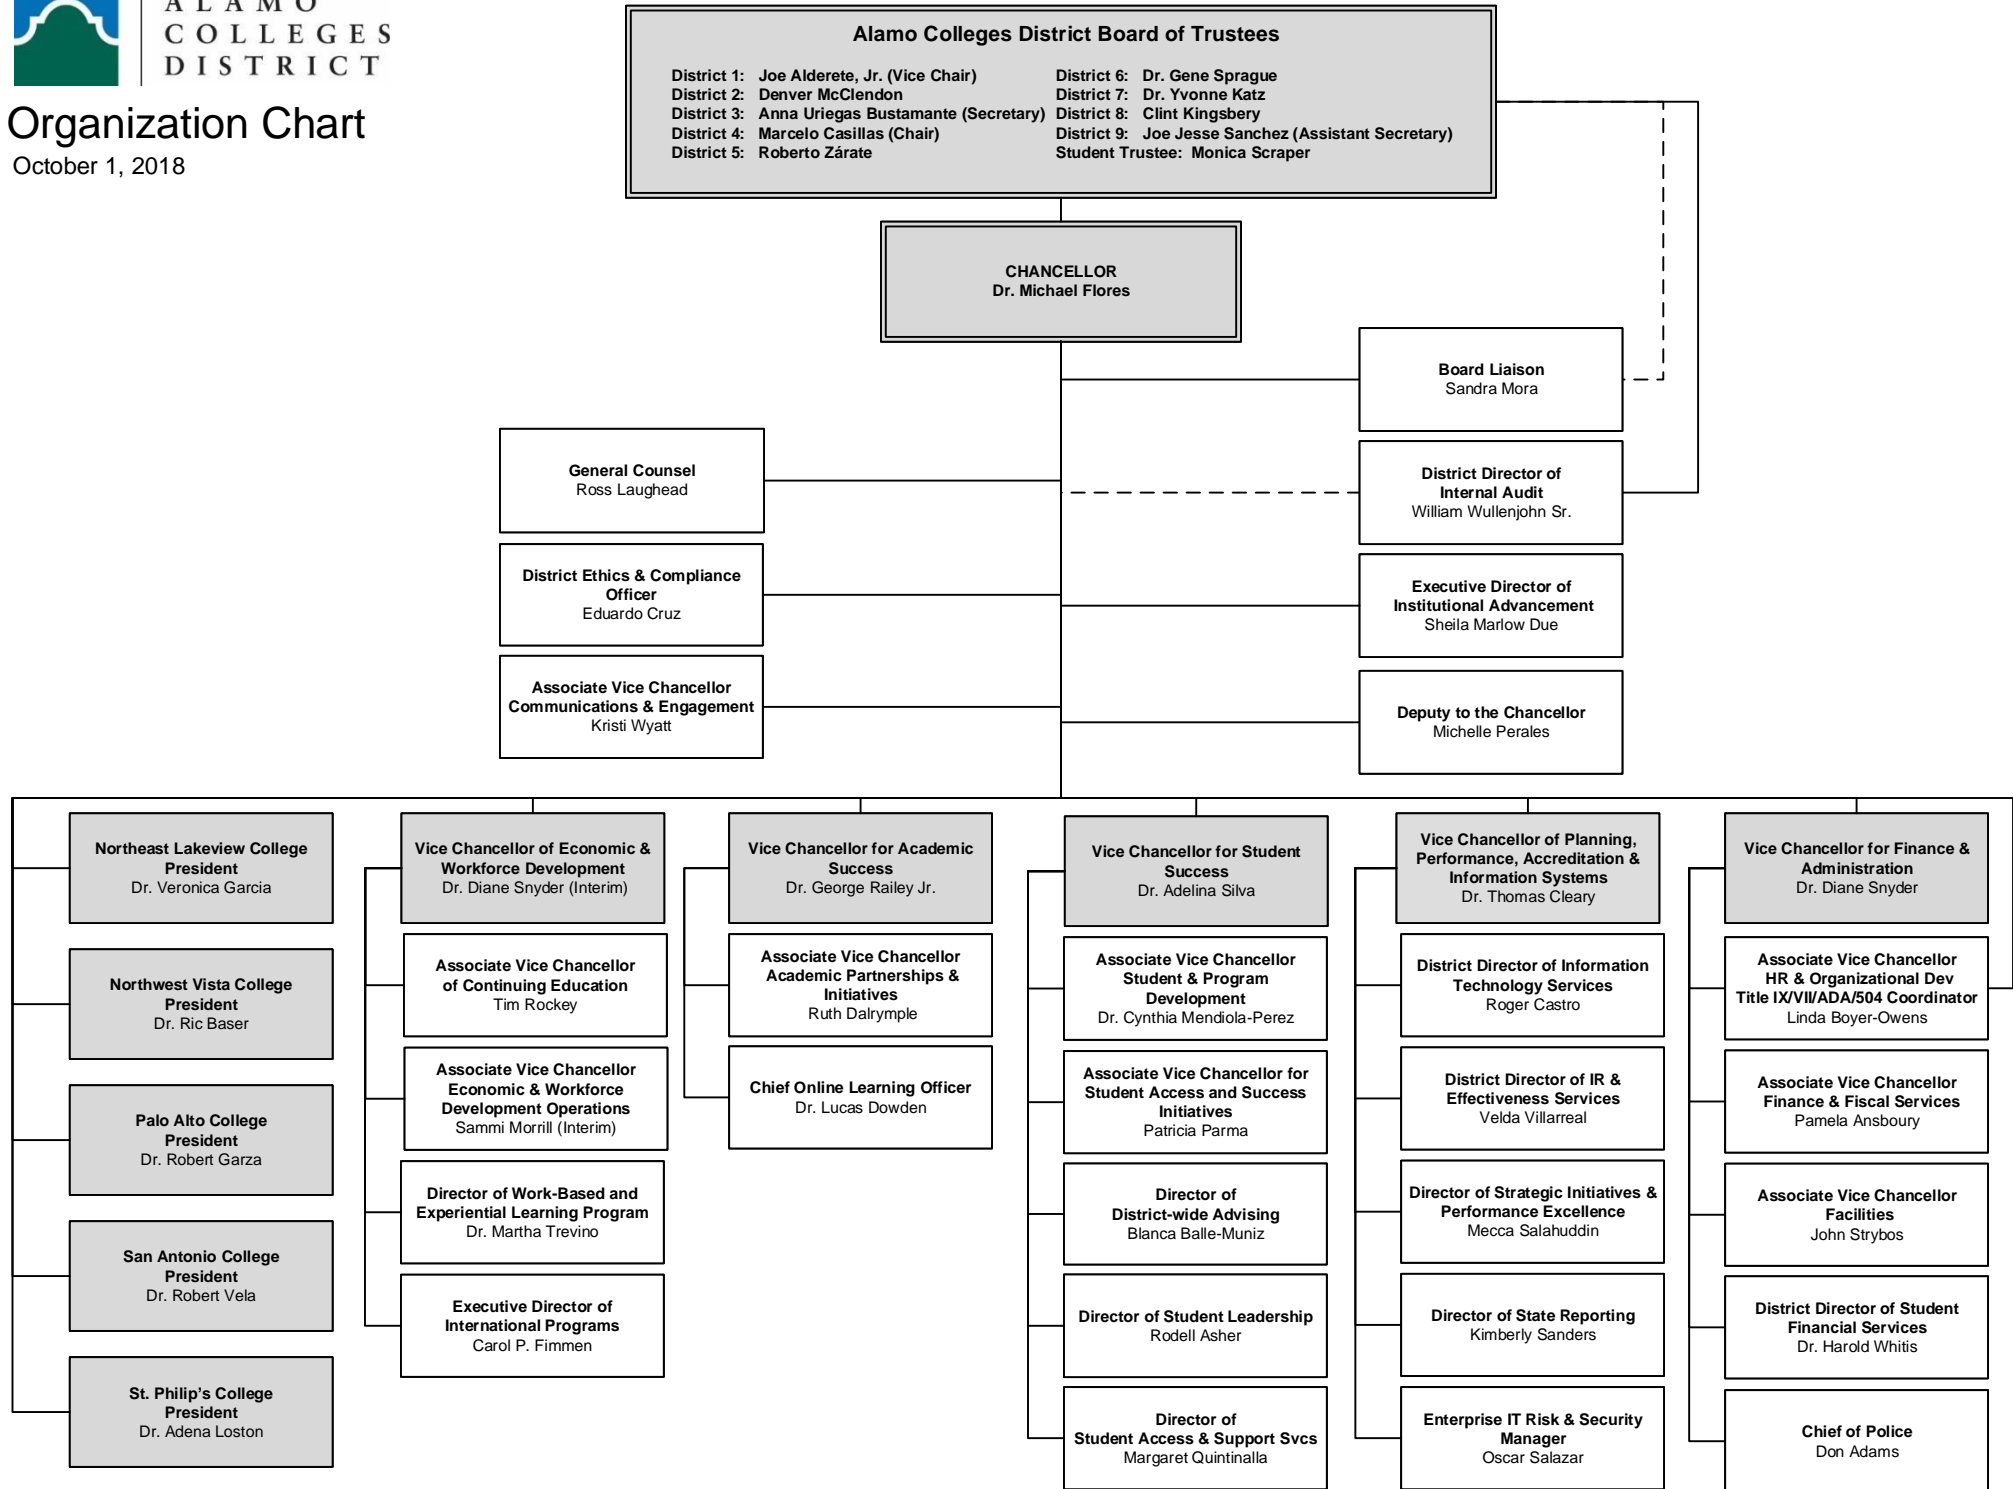 ALAMO
COLLEGES
DISTRICT
Organization Chart
October 1, 2018
Alamo Colleges District Board of Trustees
District 1: Joe Alderete, Jr. (Vice Chair)
District 2: Denver McClendon
District 3: Anna Uriegas Bustamante (Secretary)
District 4: Marcelo Casillas (Chair)
District 5: Roberto Zárate
District 6: Dr. Gene Sprague
District 7: Dr. Yvonne Katz
District 8: Clint Kingsbery
District 9: Joe Jesse Sanchez (Assistant Secretary)
Student Trustee: Monica Scraper
CHANCELLOR
Dr. Michael Flores
Board Liaison
Sandra Mora
General Counsel
Ross Laughead
District Director of
Internal Audit
William Wullenjohn Sr.
District Ethics & Compliance
Officer
Eduardo Cruz
Executive Director of
Institutional Advancement
Sheila Marlow Due
Associate Vice Chancellor
Communications & Engagement
Kristi Wyatt
Deputy to the Chancellor
Michelle Perales
Northeast Lakeview College
President
Dr. Veronica Garcia
Northwest Vista College
President
Dr. Ric Baser
Palo Alto College
President
Dr. Robert Garza
San Antonio College
President
Dr. Robert Vela
St. Philip’s College
President
Dr. Adena Loston
Vice Chancellor of Economic &
Workforce Development
Dr. Diane Snyder (Interim)
Associate Vice Chancellor
of Continuing Education
Tim Rockey
Associate Vice Chancellor
Economic & Workforce
Development Operations
Sammi Morrill (Interim)
Director of Work-Based and
Experiential Learning Program
Dr. Martha Trevino
Executive Director of
International Programs
Carol P. Fimmen
Vice Chancellor for Academic
Success
Dr. George Railey Jr.
Associate Vice Chancellor
Academic Partnerships &
Initiatives
Ruth Dalrymple
Chief Online Learning Officer
Dr. Lucas Dowden
Vice Chancellor for Student
Success
Dr. Adelina Silva
Associate Vice Chancellor
Student & Program
Development
Dr. Cynthia Mendiola-Perez
Associate Vice Chancellor for
Student Access and Success
Initiatives
Patricia Parma
Director of
District-wide Advising
Blanca Balle-Muniz
Director of Student Leadership
Rodell Asher
Director of
Student Access & Support Svcs
Margaret Quintinalla
Vice Chancellor of Planning,
Performance, Accreditation &
Information Systems
Dr. Thomas Cleary
District Director of Information
Technology Services
Roger Castro
District Director of IR &
Effectiveness Services
Velda Villarreal
Director of Strategic Initiatives &
Performance Excellence
Mecca Salahuddin
Director of State Reporting
Kimberly Sanders
Enterprise IT Risk & Security
Manager
Oscar Salazar
Vice Chancellor for Finance &
Administration
Dr. Diane Snyder
Associate Vice Chancellor
HR & Organizational Dev
Title IX/VII/ADA/504 Coordinator
Linda Boyer-Owens
Associate Vice Chancellor
Finance & Fiscal Services
Pamela Ansboury
Associate Vice Chancellor
Facilities
John Strybos
District Director of Student
Financial Services
Dr. Harold Whitis
Chief of Police
Don Adams